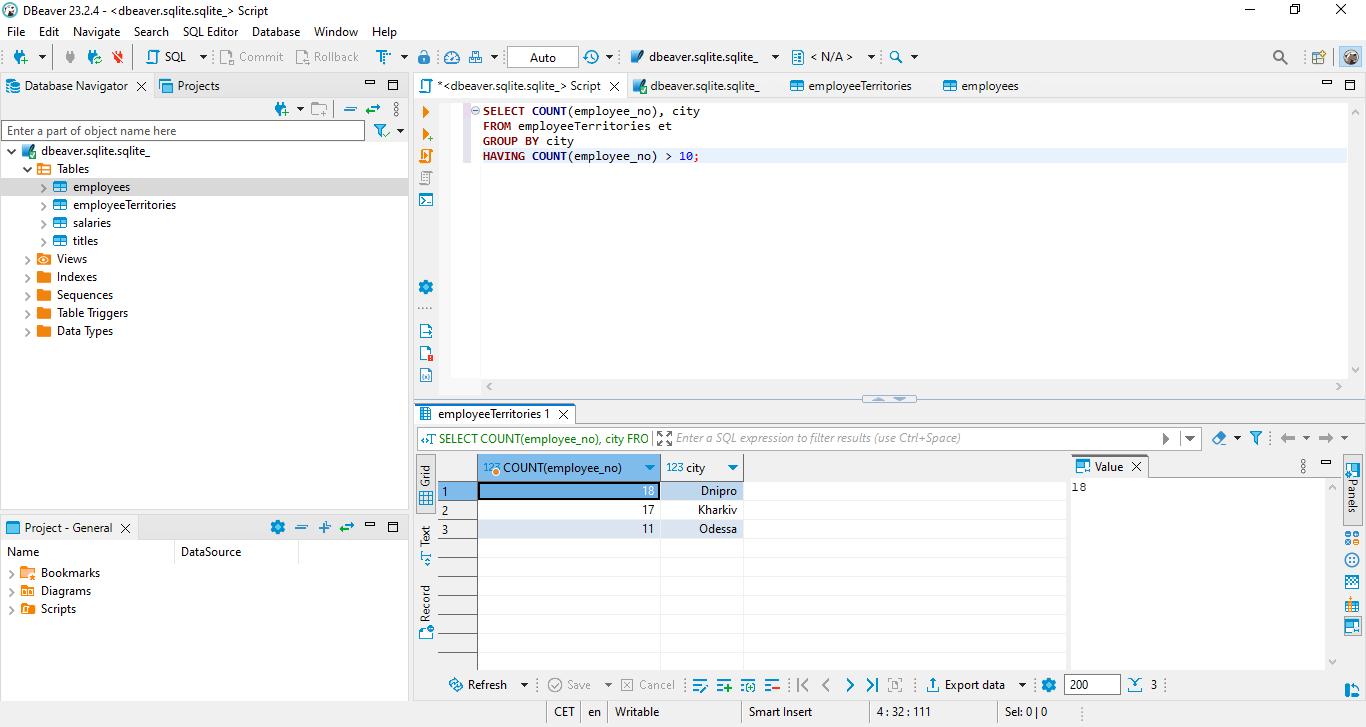 DBeaver 23.2.4 - <dbeaver.sqlite.sqlite_> Script
File Edit Navigate Search SQL Editor Database Window Help
SQL Commit Rollback Auto dbeaver.sqlite.sqlite_ < N/A >
Database Navigator Projects
Enter a part of object name here
dbeaver.sqlite.sqlite_
Tables
employees
employeeTerritories
salaries
titles
Views
Indexes
Sequences
Table Triggers
Data Types
Project - General
Name DataSource
Bookmarks
Diagrams
Scripts
*<dbeaver.sqlite.sqlite_> Script dbeaver.sqlite.sqlite_ employeeTerritories employees
SELECT COUNT(employee_no), city
FROM employeeTerritories et
GROUP BY city
HAVING COUNT(employee_no) > 10;
employeeTerritories 1
SELECT COUNT(employee_no), city FRO Enter a SQL expression to filter results (use Ctrl+Space)
Grid
Text
Record
123 COUNT(employee_no) 123 city
1 18 Dnipro
2 17 Kharkiv
3 11 Odessa
Value
18
Panels
Refresh Save Cancel Export data 200 3
CET en Writable Smart Insert 4 : 32 : 111 Sel: 0 | 0